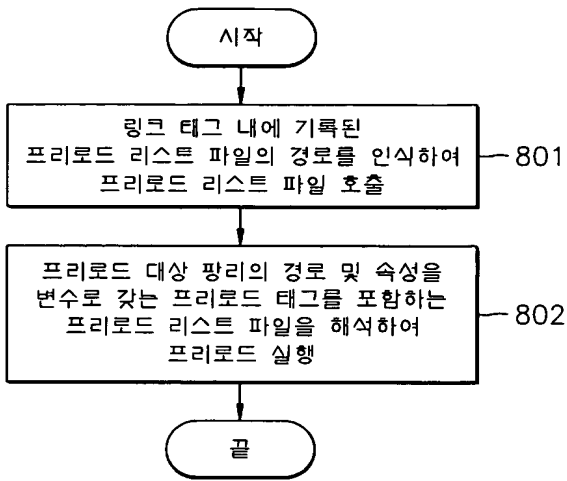 시작
링크 태그 내에 기록된
프리로드 리스트 파일의 경로를 인식하여
프리로드 리스트 파일 호출
801
프리로드 대상 팡리의 경로 및 속성을
변수로 갖는 프리로드 태그를 포함하는
프리로드 리스트 파일을 해석하여
프리로드 실행
802
끝